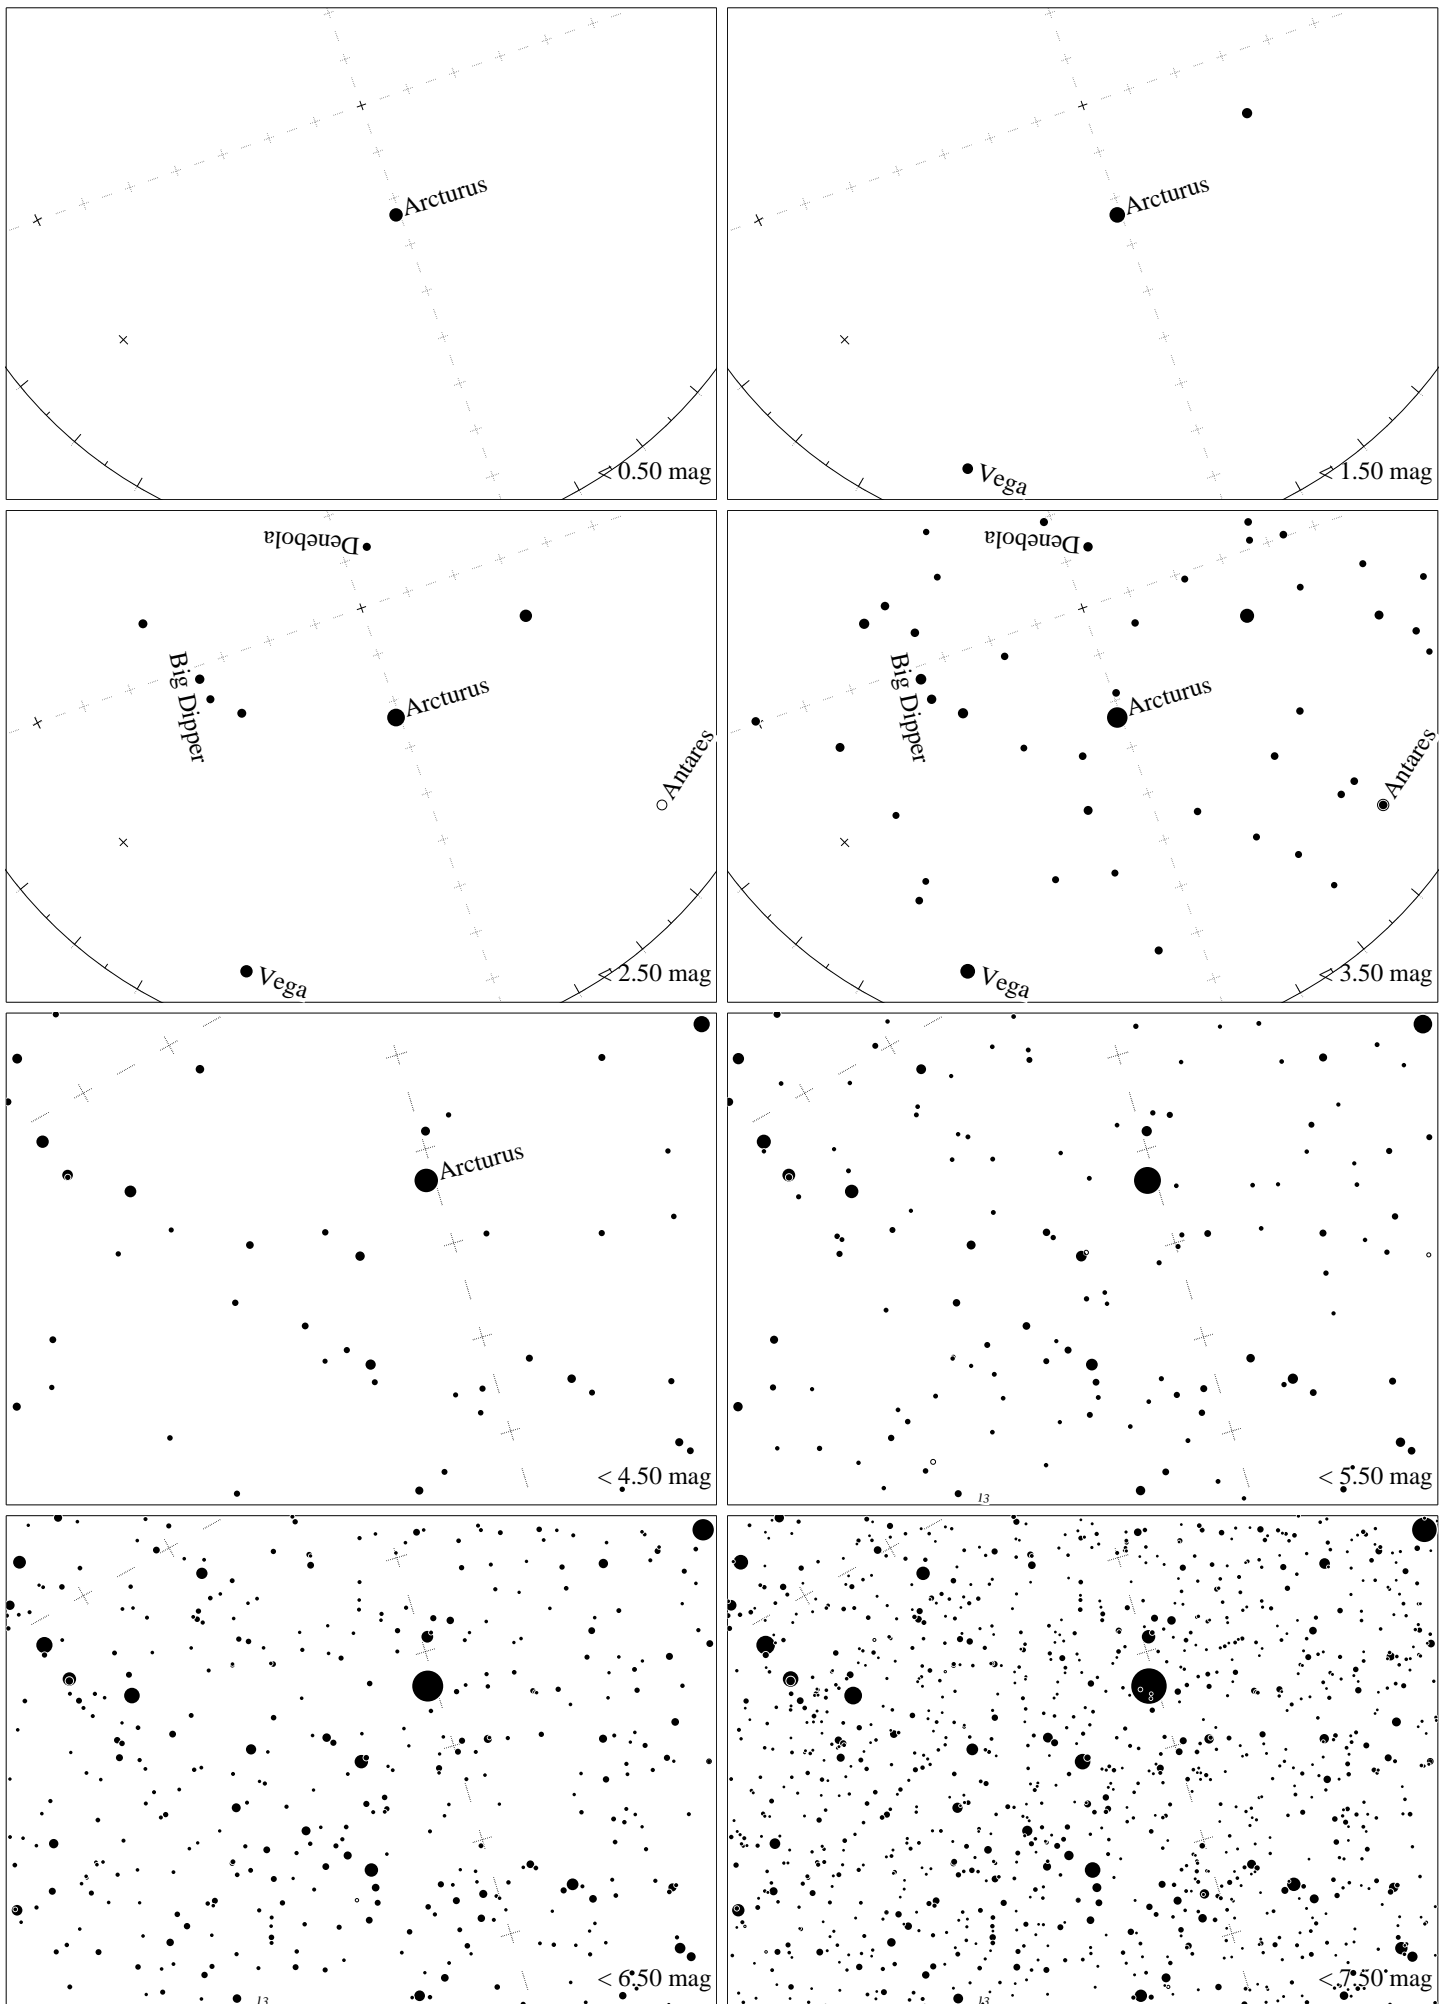 Arcturus
< 0.50 mag
Arcturus
Vega
< 1.50 mag
Denebola
Big Dipper
Arcturus
Antares
Vega
< 2.50 mag
Denebola
Big Dipper
Arcturus
Antares
Vega
< 3.50 mag
Arcturus
< 4.50 mag
13
< 5.50 mag
13
< 6.50 mag
13
< 7.50 mag